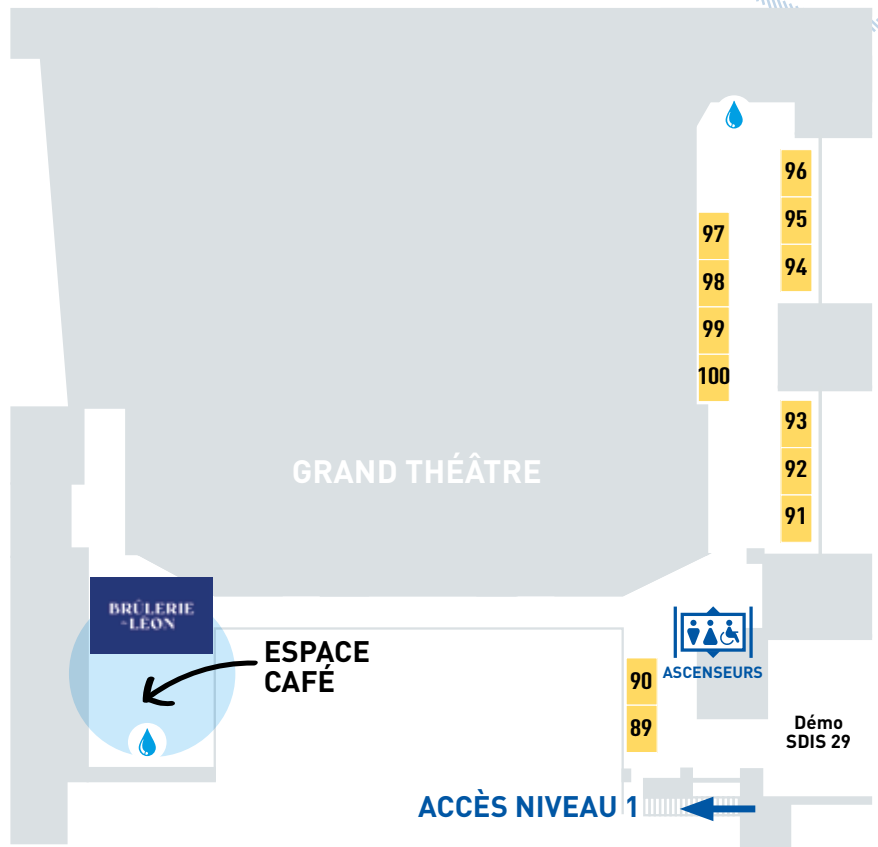 96
95
94
97
98
99
100
93
92
91
GRAND THÉÂTRE
BRÛLERIE
DE LÉON
ESPACE
CAFÉ
90
89
ASCENSEURS
Démo
SDIS 29
ACCÈS NIVEAU 1